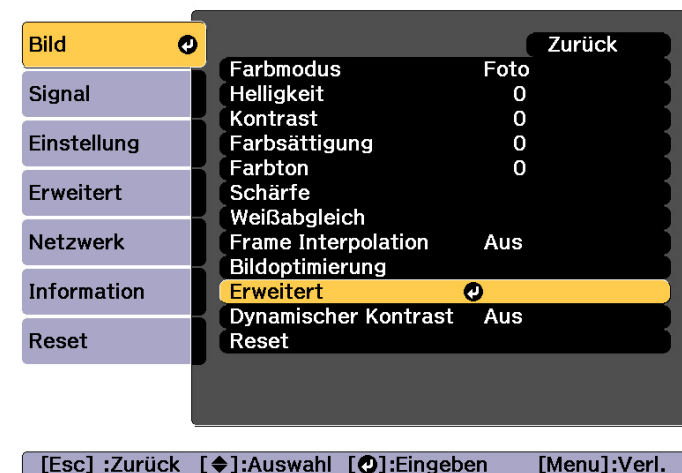 Bild
Signal
Einstellung
Erweitert
Netzwerk
Information
Reset
Zurück
Farbmodus Foto
Helligkeit 0
Kontrast 0
Farbsättigung 0
Farbton 0
Schärfe
Weißabgleich
Frame Interpolation Aus
Bildoptimierung
Erweitert
Dynamischer Kontrast Aus
Reset
[Esc] :Zurück [◆]:Auswahl [↵]:Eingeben [Menu]:Verl.